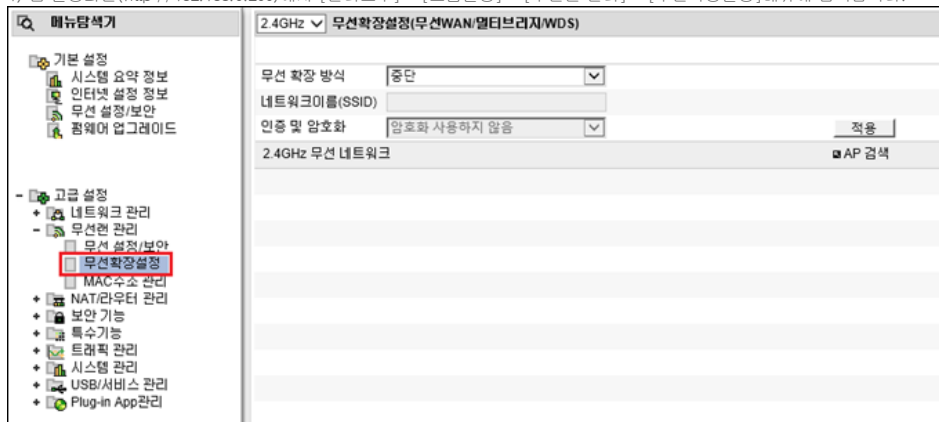 메뉴탐색기
기본 설정
시스템 요약 정보
인터넷 설정 정보
무선 설정/보안
펌웨어 업그레이드
고급 설정
네트워크 관리
무선랜 관리
무선 설정/보안
무선확장설정
MAC주소 관리
NAT/라우터 관리
보안 기능
특수기능
트래픽 관리
시스템 관리
USB/서비스 관리
Plug-in App관리
2.4GHz 무선확장설정(무선WAN/멀티브리지/WDS)
무선 확장 방식 중단
네트워크이름(SSID)
인증 및 암호화 암호화 사용하지 않음 적용
2.4GHz 무선 네트워크 AP 검색